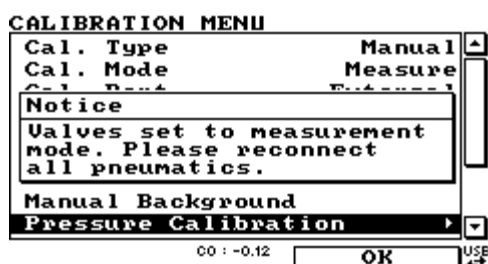 CALIBRATION MENU
Cal. Type Manual
Cal. Mode Measure
Notice
Valves set to measurement
mode. Please reconnect
all pneumatics.
Manual Background
Pressure Calibration
CO : -0.12 OK USB